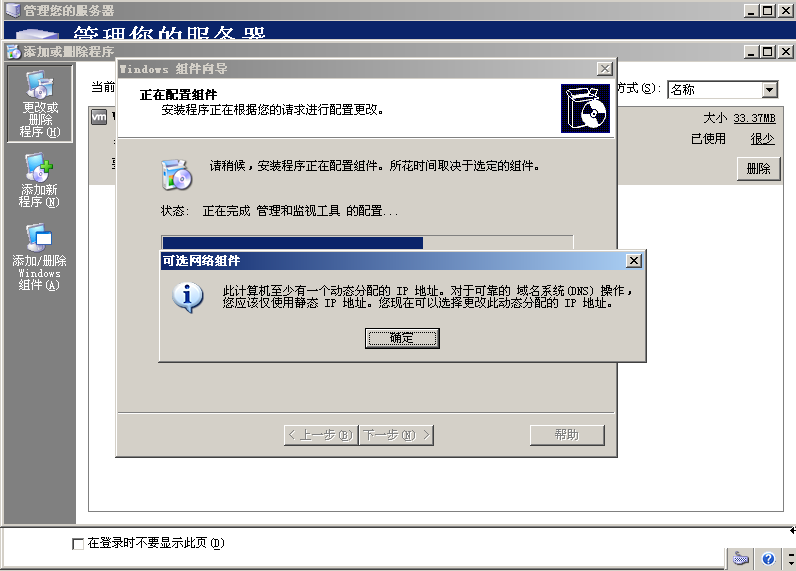 管理您的服务器
管理您的服务器
添加或删除程序
更改或
删除
程序(H)
添加新
程序(N)
添加/删除
Windows
组件(A)
当前
方式(S):
名称
vm
大小 33.37MB
已使用 很少
删除
Windows 组件向导
正在配置组件
安装程序正在根据您的请求进行配置更改。
请稍候，安装程序正在配置组件。所花时间取决于选定的组件。
状态: 正在完成 管理和监视工具 的配置...
可选网络组件
此计算机至少有一个动态分配的 IP 地址。对于可靠的 域名系统(DNS) 操作，
您应该仅使用静态 IP 地址。您现在可以选择更改此动态分配的 IP 地址。
确定
< 上一步(B)
下一步(N) >
帮助
在登录时不要显示此页(D)